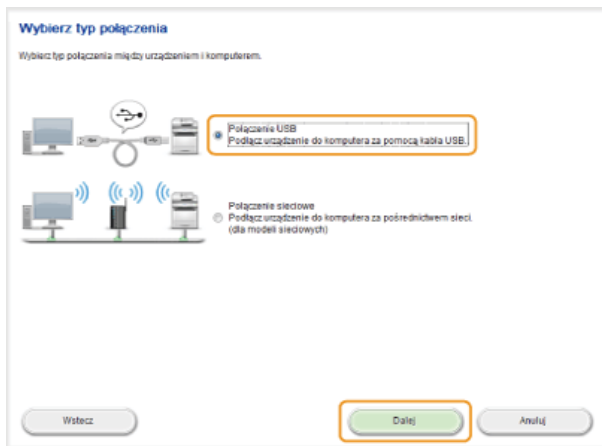 Wybierz typ połączenia
Wybierz typ połączenia między urządzeniem i komputerem.
Połączenie USB
Podłącz urządzenie do komputera za pomocą kabla USB.
Połączenie sieciowe
Podłącz urządzenie do komputera za pośrednictwem sieci.
(dla modeli sieciowych)
Wstecz
Dalej
Anuluj